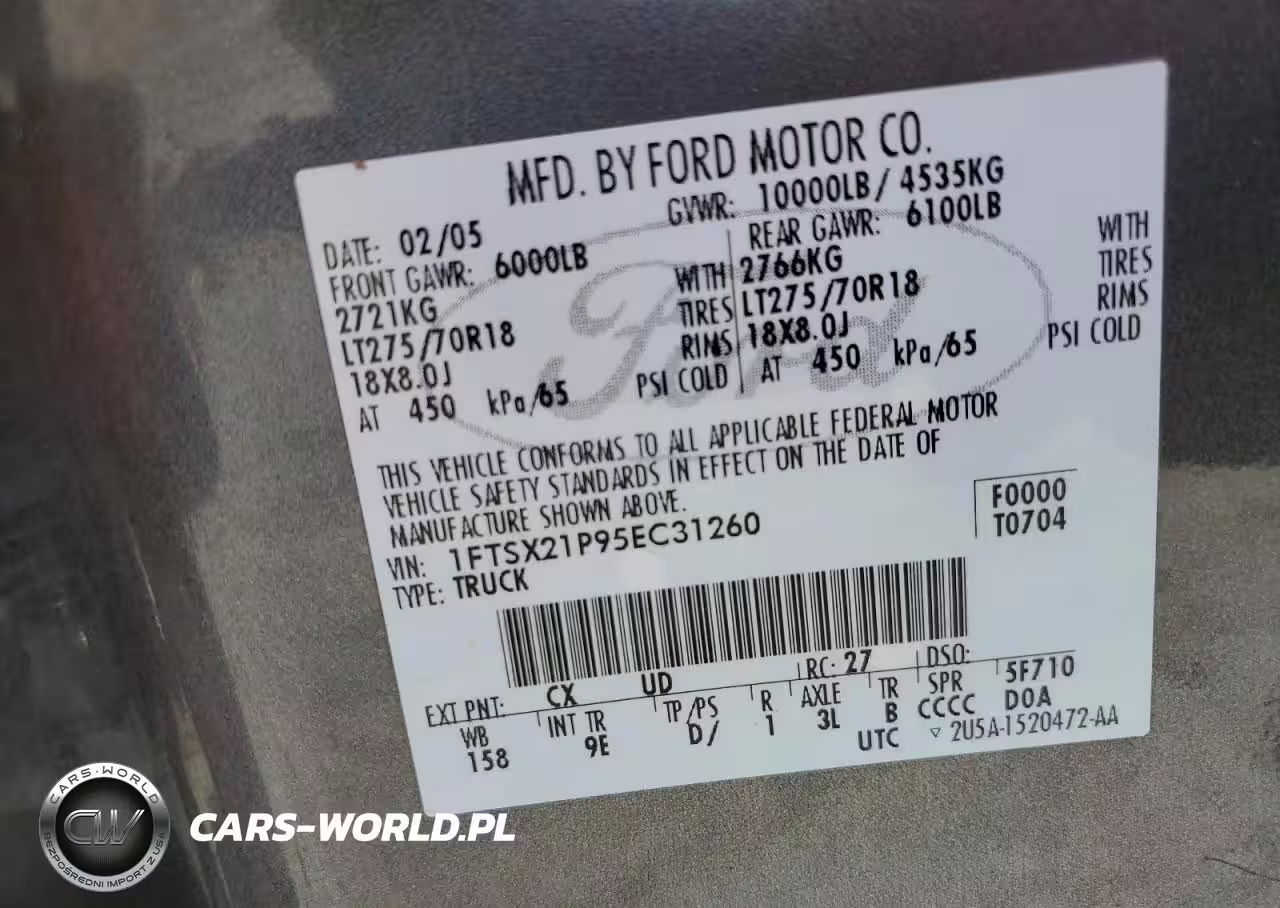 MFD. BY FORD MOTOR CO.
DATE: 02/05 GVWR: 10000LB / 4535KG
FRONT GAWR: 6000LB REAR GAWR: 6100LB
2721KG WITH 2766KG WITH
LT275/70R18 TIRES LT275/70R18 TIRES
18X8.0J RIMS 18X8.0J RIMS
AT 450 kPa/65 PSI COLD AT 450 kPa/65 PSI COLD
Ford
THIS VEHICLE CONFORMS TO ALL APPLICABLE FEDERAL MOTOR
VEHICLE SAFETY STANDARDS IN EFFECT ON THE DATE OF
MANUFACTURE SHOWN ABOVE.
F0000
T0704
VIN: 1FTSX21P95EC31260
TYPE: TRUCK
EXT PNT: CX UD RC: 27 DSO: 5F710
WB INT TR TP/PS R AXLE TR SPR D0A
158 9E D/ 1 3L B CCCC
UTC ▽ 2U5A-1520472-AA
CARS-WORLD
CW
BEZPOŚREDNI IMPORT Z USA
CARS-WORLD.PL